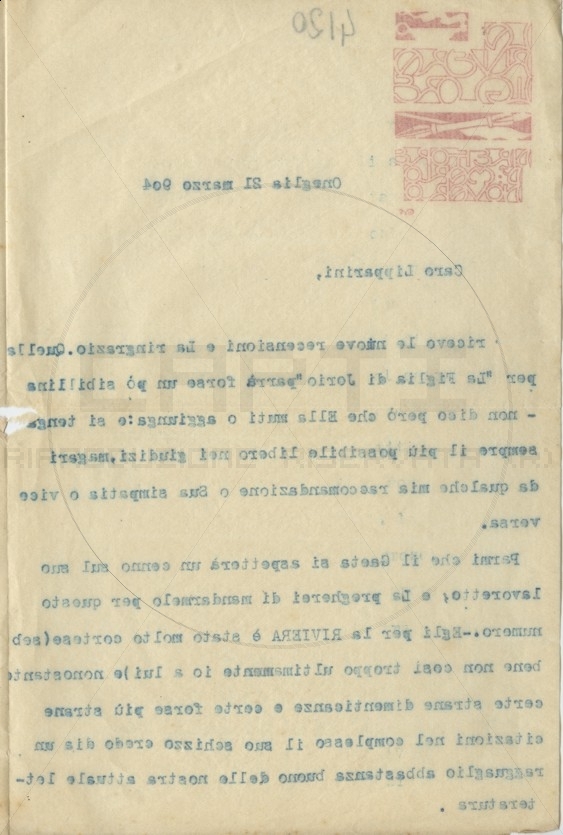 4120
Oneglia 21 marzo 904
Caro Lipparini,
ricevo le nuove recensioni e La ringrazio.Quella
per "La Figlia di Jorio"parrà forse un pò sibillina
- non dico però che Ella muti o aggiunga:e si tenga
sempre il più possibile libero nei giudizi,magari
da qualche mia raccomandazione o Sua simpatia o vice
versa.
Parmi che il Gaeta si aspetterà un cenno sul suo
lavoretto, e La pregherei di mandarmelo per questo
numero.-Egli per la RIVIERA é stato molto cortese(seb
bene non così troppo ultimamente io a lui)e nonostante
certe strane dimenticanze e certe forse più strane
citazioni nel complesso il suo schizzo credo dia un
ragguaglio abbastanza buono delle nostra attuale let-
teratura .